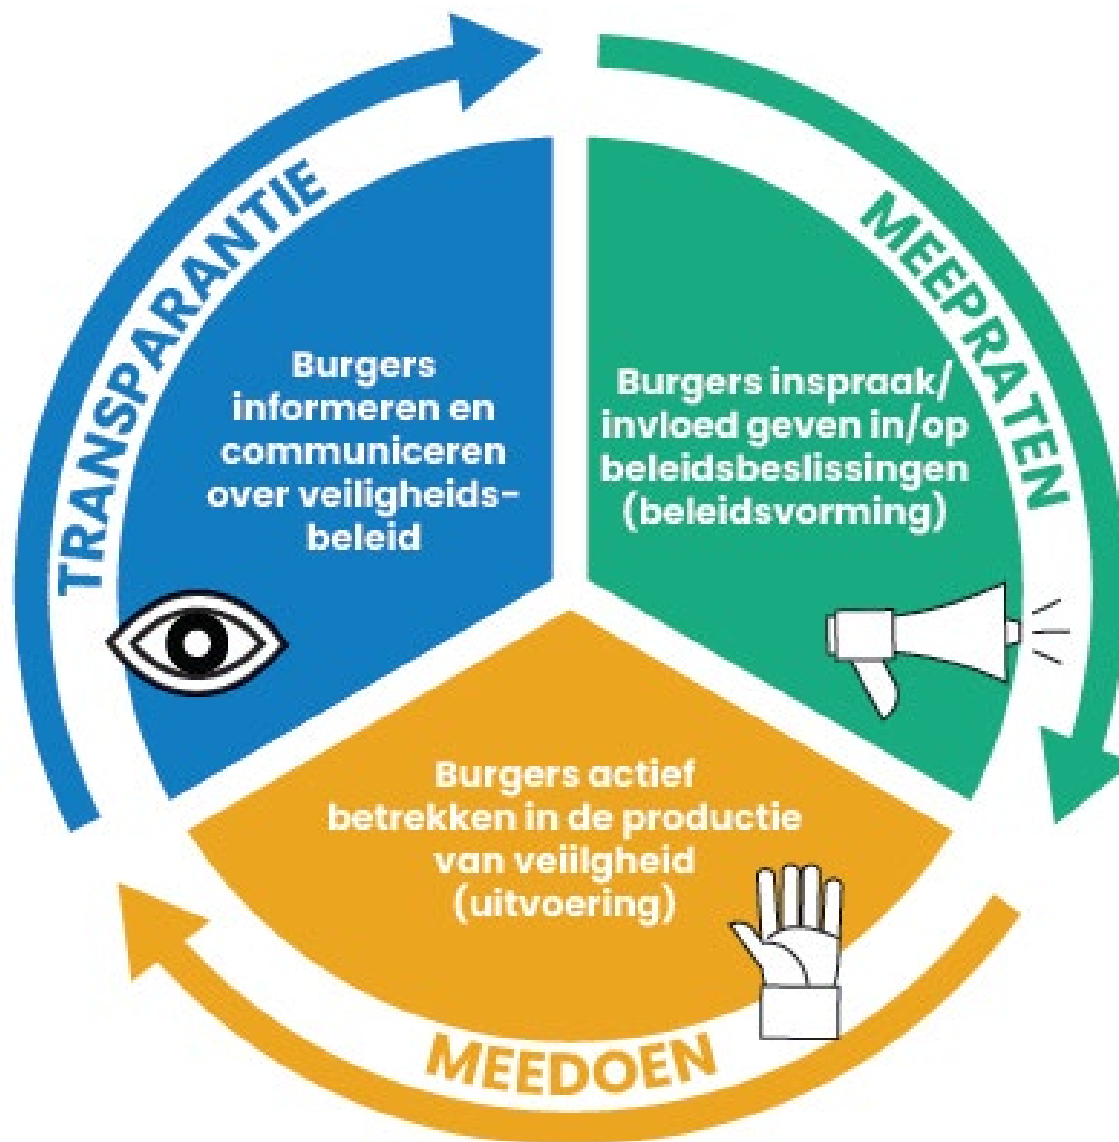 TRANSPARANTIE
Burgers
informeren en
communiceren
over veiligheids-
beleid
MEEPRATEN
Burgers inspraak/
invloed geven in/op
beleidsbeslissingen
(beleidsvorming)
Burgers actief
betrekken in de productie
van veiilgheid
(uitvoering)
MEEDOEN